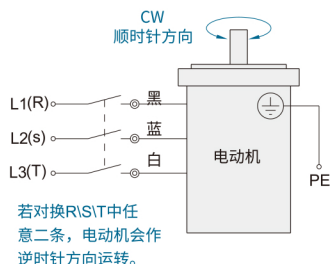 CW
顺时针方向
L1(R)
黑
L2(s)
蓝
L3(T)
白
电动机
PE
若对换R\S\T中任
意二条，电动机会作
逆时针方向运转。